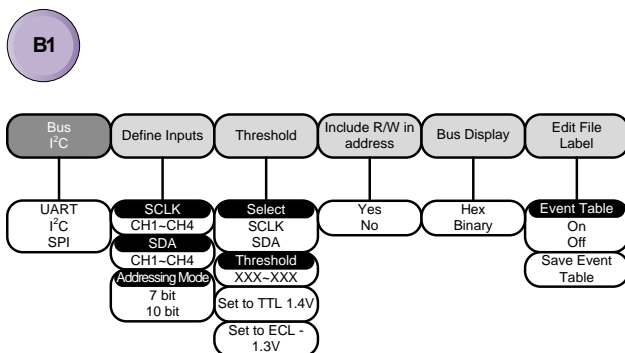 B1
Bus
I²C
Define Inputs
Threshold
Include R/W in
address
Bus Display
Edit File
Label
UART
I²C
SPI
SCLK
CH1~CH4
SDA
CH1~CH4
Addressing Mode
7 bit
10 bit
Select
SCLK
SDA
Threshold
XXX~XXX
Set to TTL 1.4V
Set to ECL -
1.3V
Yes
No
Hex
Binary
Event Table
On
Off
Save Event
Table